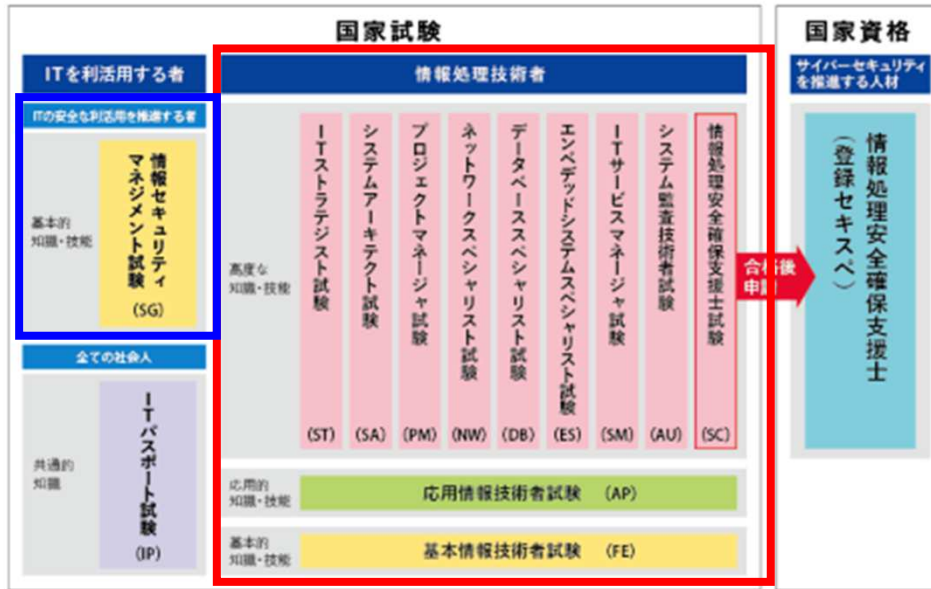 国家試験
国家資格
ITを利活用する者
情報処理技術者
サイバーセキュリティ
を推進する人材
ITの安全な利活用を推進する者
基本的
知識・技能
情報セキュリティ
マネジメント試験
(SG)
全ての社会人
共通的
知識
ITパスポート試験
(IP)
高度な
知識・技能
ITストラテジスト試験
(ST)
システムアーキテクト試験
(SA)
プロジェクトマネージャ試験
(PM)
ネットワークスペシャリスト試験
(NW)
データベーススペシャリスト試験
(DB)
エンベデッドシステムスペシャリスト試験
(ES)
ITサービスマネージャ試験
(SM)
システム監査技術者試験
(AU)
情報処理安全確保支援士試験
(SC)
応用的
知識・技能
応用情報技術者試験 (AP)
基本的
知識・技能
基本情報技術者試験 (FE)
合格後
申請
情報処理安全確保支援士
(登録セキスペ)